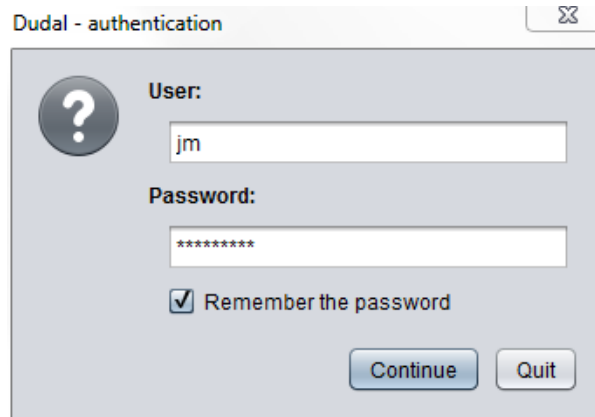 Dudal - authentication
?
User:
jm
Password:
*********
Remember the password
Continue Quit